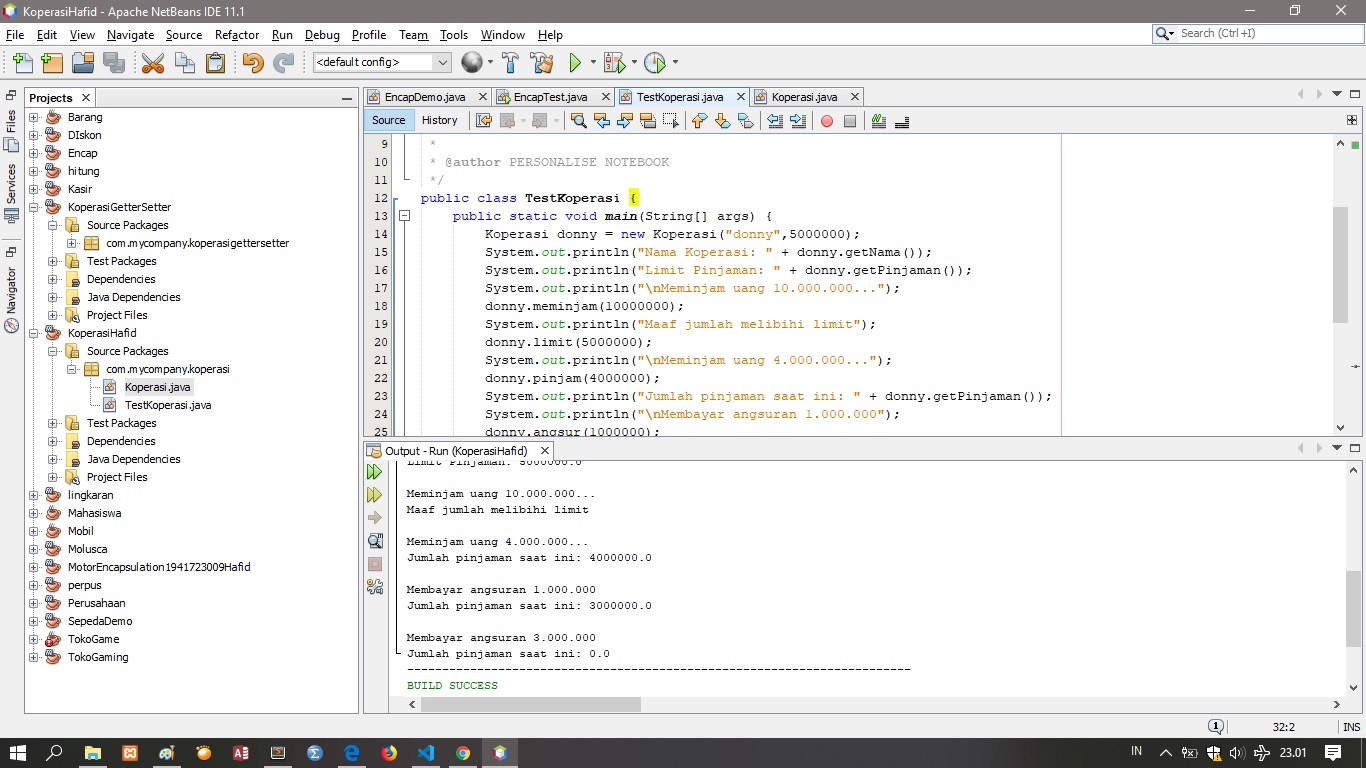 KoperasiHafid - Apache NetBeans IDE 11.1
File Edit View Navigate Source Refactor Run Debug Profile Team Tools Window Help
Search (Ctrl+I)
<default config>
Files
Services
Navigator
Projects
Barang
DIskon
Encap
hitung
Kasir
KoperasiGetterSetter
Source Packages
com.mycompany.koperasigettersetter
Test Packages
Dependencies
Java Dependencies
Project Files
KoperasiHafid
Source Packages
com.mycompany.koperasi
Koperasi.java
TestKoperasi.java
Test Packages
Dependencies
Java Dependencies
Project Files
lingkaran
Mahasiswa
Mobil
Molusca
MotorEncapsulation1941723009Hafid
perpus
Perusahaan
SepedaDemo
TokoGame
TokoGaming
EncapDemo.java EncapTest.java TestKoperasi.java Koperasi.java
Source History
9 *
10 * @author PERSONALISE NOTEBOOK
11 */
12 public class TestKoperasi {
13 public static void main(String[] args) {
14 Koperasi donny = new Koperasi("donny",5000000);
15 System.out.println("Nama Koperasi: " + donny.getNama());
16 System.out.println("Limit Pinjaman: " + donny.getPinjaman());
17 System.out.println("\nMeminjam uang 10.000.000...");
18 donny.meminjam(10000000);
19 System.out.println("Maaf jumlah melibihi limit");
20 donny.limit(5000000);
21 System.out.println("\nMeminjam uang 4.000.000...");
22 donny.pinjam(4000000);
23 System.out.println("Jumlah pinjaman saat ini: " + donny.getPinjaman());
24 System.out.println("\nMembayar angsuran 1.000.000");
25 donny.angsur(1000000);
Output - Run (KoperasiHafid)
Limit Pinjaman: 5000000.0
Meminjam uang 10.000.000...
Maaf jumlah melibihi limit
Meminjam uang 4.000.000...
Jumlah pinjaman saat ini: 4000000.0
Membayar angsuran 1.000.000
Jumlah pinjaman saat ini: 3000000.0
Membayar angsuran 3.000.000
Jumlah pinjaman saat ini: 0.0
------------------------------------------------------------------------
BUILD SUCCESS
1 32:2 INS
IN 23.01